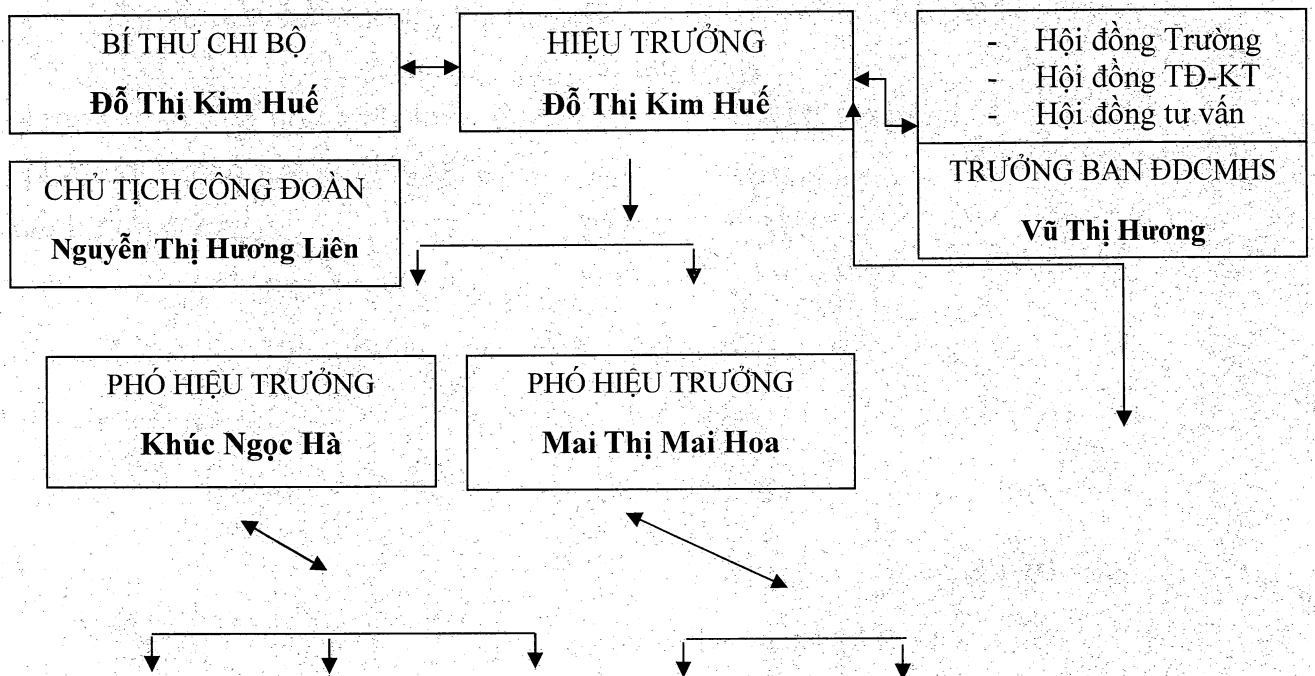 BÍ THƯ CHI BỘ
Đỗ Thị Kim Huế
HIỆU TRƯỞNG
Đỗ Thị Kim Huế
- Hội đồng Trường
- Hội đồng TĐ-KT
- Hội đồng tư vấn
CHỦ TỊCH CÔNG ĐOÀN
Nguyễn Thị Hương Liên
TRƯỞNG BAN ĐDCMHS
Vũ Thị Hương
PHÓ HIỆU TRƯỞNG
Khúc Ngọc Hà
PHÓ HIỆU TRƯỞNG
Mai Thị Mai Hoa